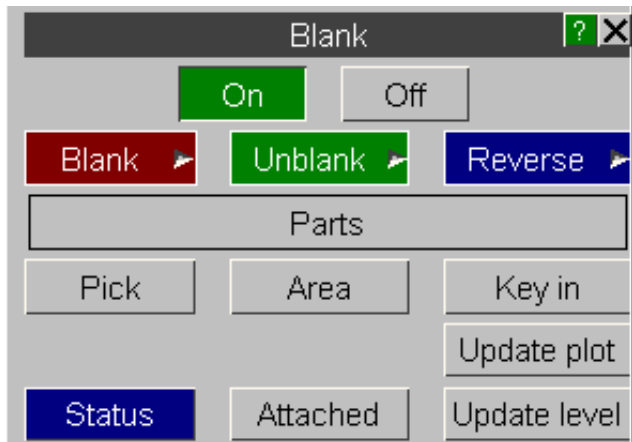 Blank ?
On Off
Blank Unblank Reverse
Parts
Pick Area Key in
Update plot
Status Attached Update level